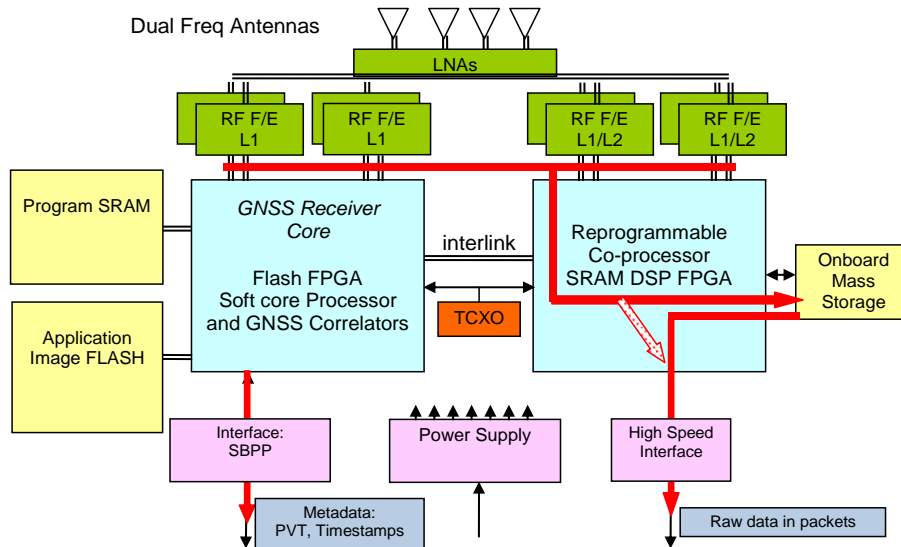 Dual Freq Antennas
LNAs
RF F/E
L1
RF F/E
L1
RF F/E
L1/L2
RF F/E
L1/L2
Program SRAM
GNSS Receiver
Core
Flash FPGA
Soft core Processor
and GNSS Correlators
interlink
Reprogrammable
Co-processor
SRAM DSP FPGA
Onboard
Mass
Storage
TCXO
Application
Image FLASH
Interface:
SBPP
Power Supply
High Speed
Interface
Metadata:
PVT, Timestamps
Raw data in packets